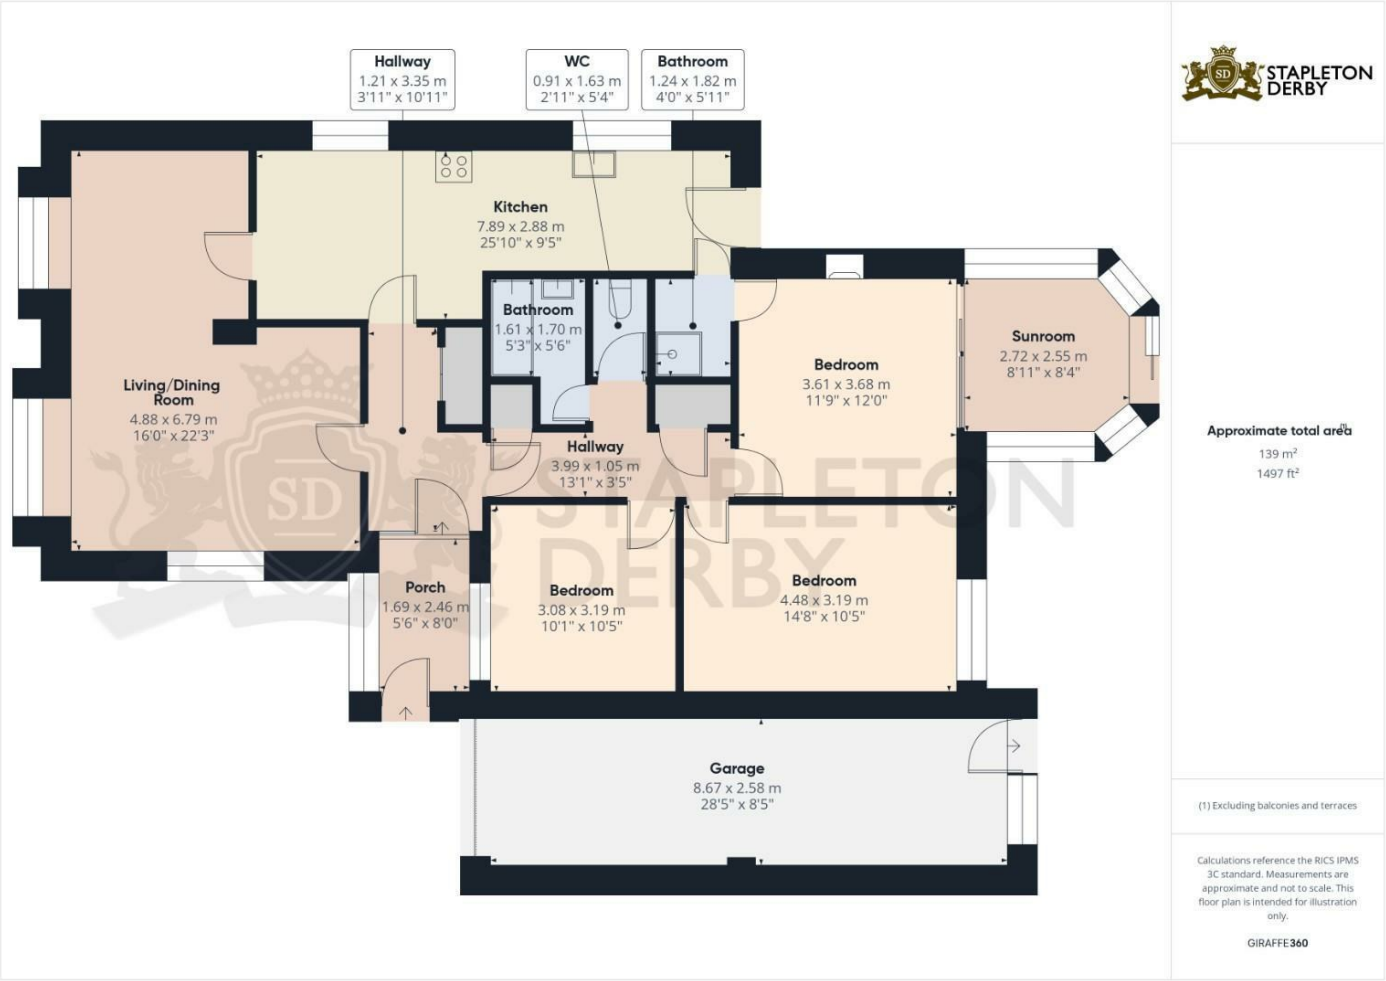 Hallway
1.21 x 3.35 m
3'11" x 10'11"
WC
0.91 x 1.63 m
2'11" x 5'4"
Bathroom
1.24 x 1.82 m
4'0" x 5'11"
SD
STAPLETON
DERBY
Kitchen
7.89 x 2.88 m
25'10" x 9'5"
Bathroom
1.61 x 1.70 m
5'3" x 5'6"
Living/Dining
Room
4.88 x 6.79 m
16'0" x 22'3"
Bedroom
3.61 x 3.68 m
11'9" x 12'0"
Sunroom
2.72 x 2.55 m
8'11" x 8'4"
Hallway
3.99 x 1.05 m
13'1" x 3'5"
SD
STAPLETON
DERBY
Porch
1.69 x 2.46 m
5'6" x 8'0"
Bedroom
3.08 x 3.19 m
10'1" x 10'5"
Bedroom
4.48 x 3.19 m
14'8" x 10'5"
Garage
8.67 x 2.58 m
28'5" x 8'5"
Approximate total area(1)
139 m²
1497 ft²
(1) Excluding balconies and terraces
Calculations reference the RICS IPMS
3C standard. Measurements are
approximate and not to scale. This
floor plan is intended for illustration
only.
GIRAFFE360